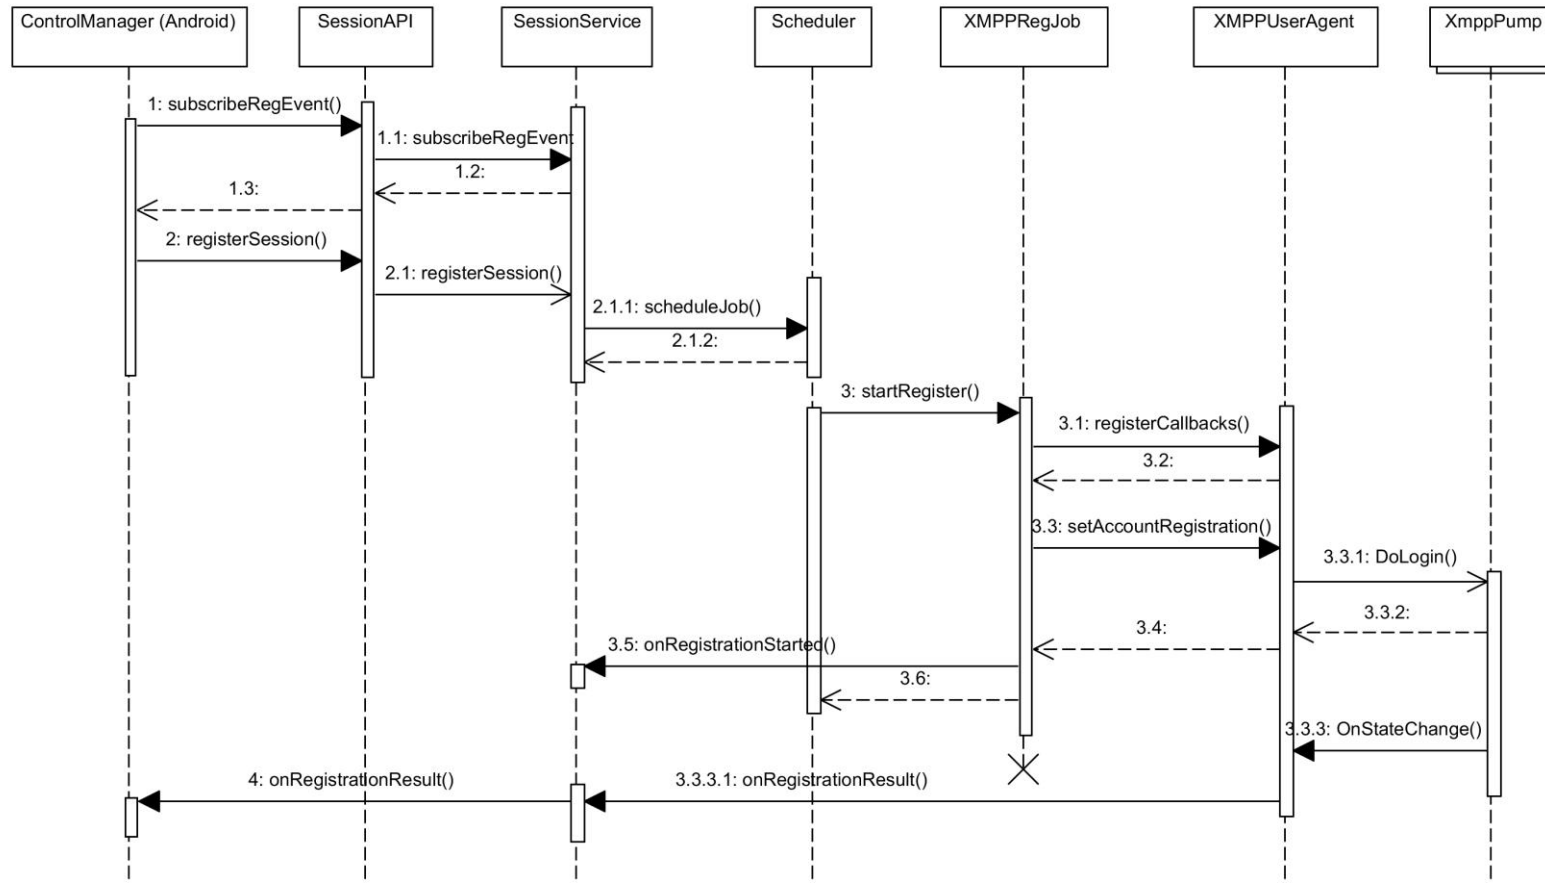 ControlManager (Android)
SessionAPI
SessionService
Scheduler
XMPPRegJob
XMPPUserAgent
XmppPump
1: subscribeRegEvent()
1.1: subscribeRegEvent
1.2:
1.3:
2: registerSession()
2.1: registerSession()
2.1.1: scheduleJob()
2.1.2:
3: startRegister()
3.1: registerCallbacks()
3.2:
3.3: setAccountRegistration()
3.3.1: DoLogin()
3.3.2:
3.4:
3.5: onRegistrationStarted()
3.6:
3.3.3: OnStateChange()
4: onRegistrationResult()
3.3.3.1: onRegistrationResult()